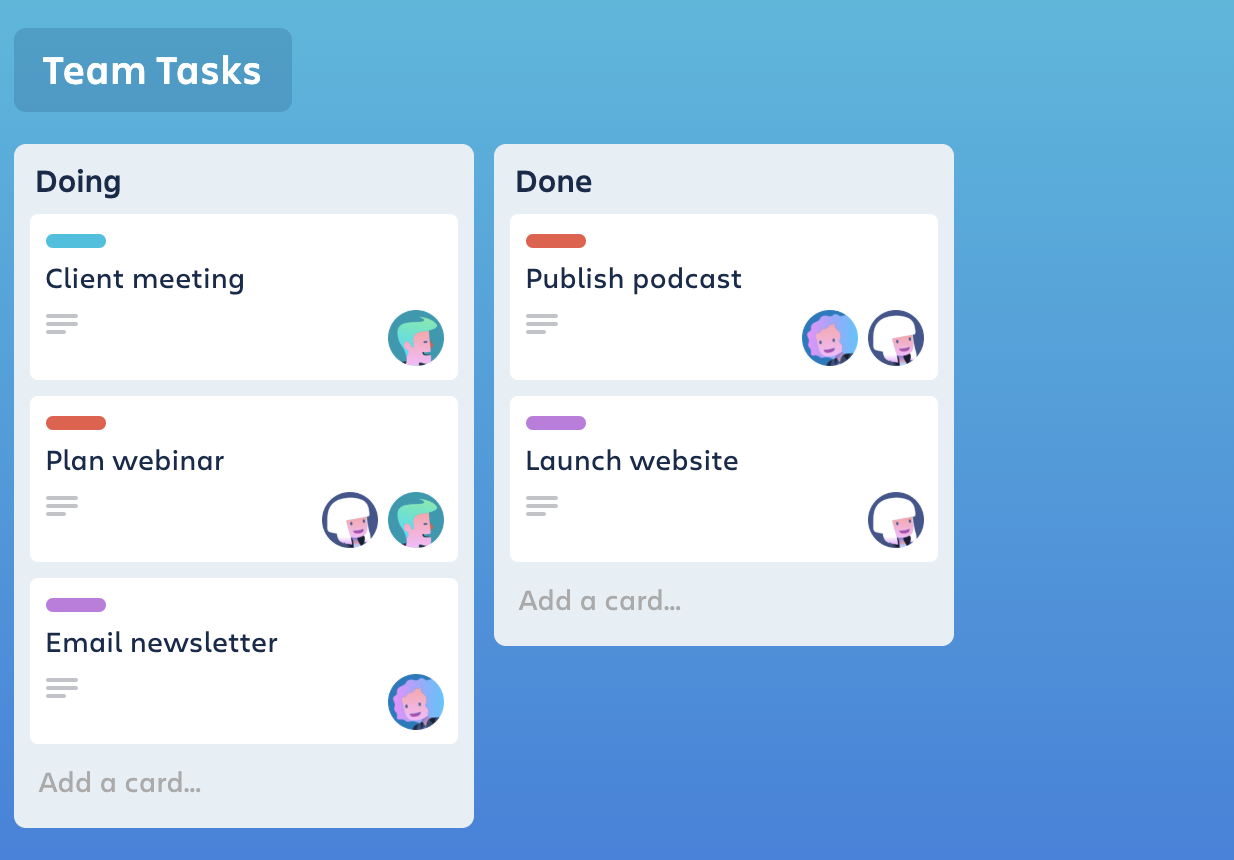 Team Tasks
Doing
Client meeting
Plan webinar
Email newsletter
Add a card...
Done
Publish podcast
Launch website
Add a card...